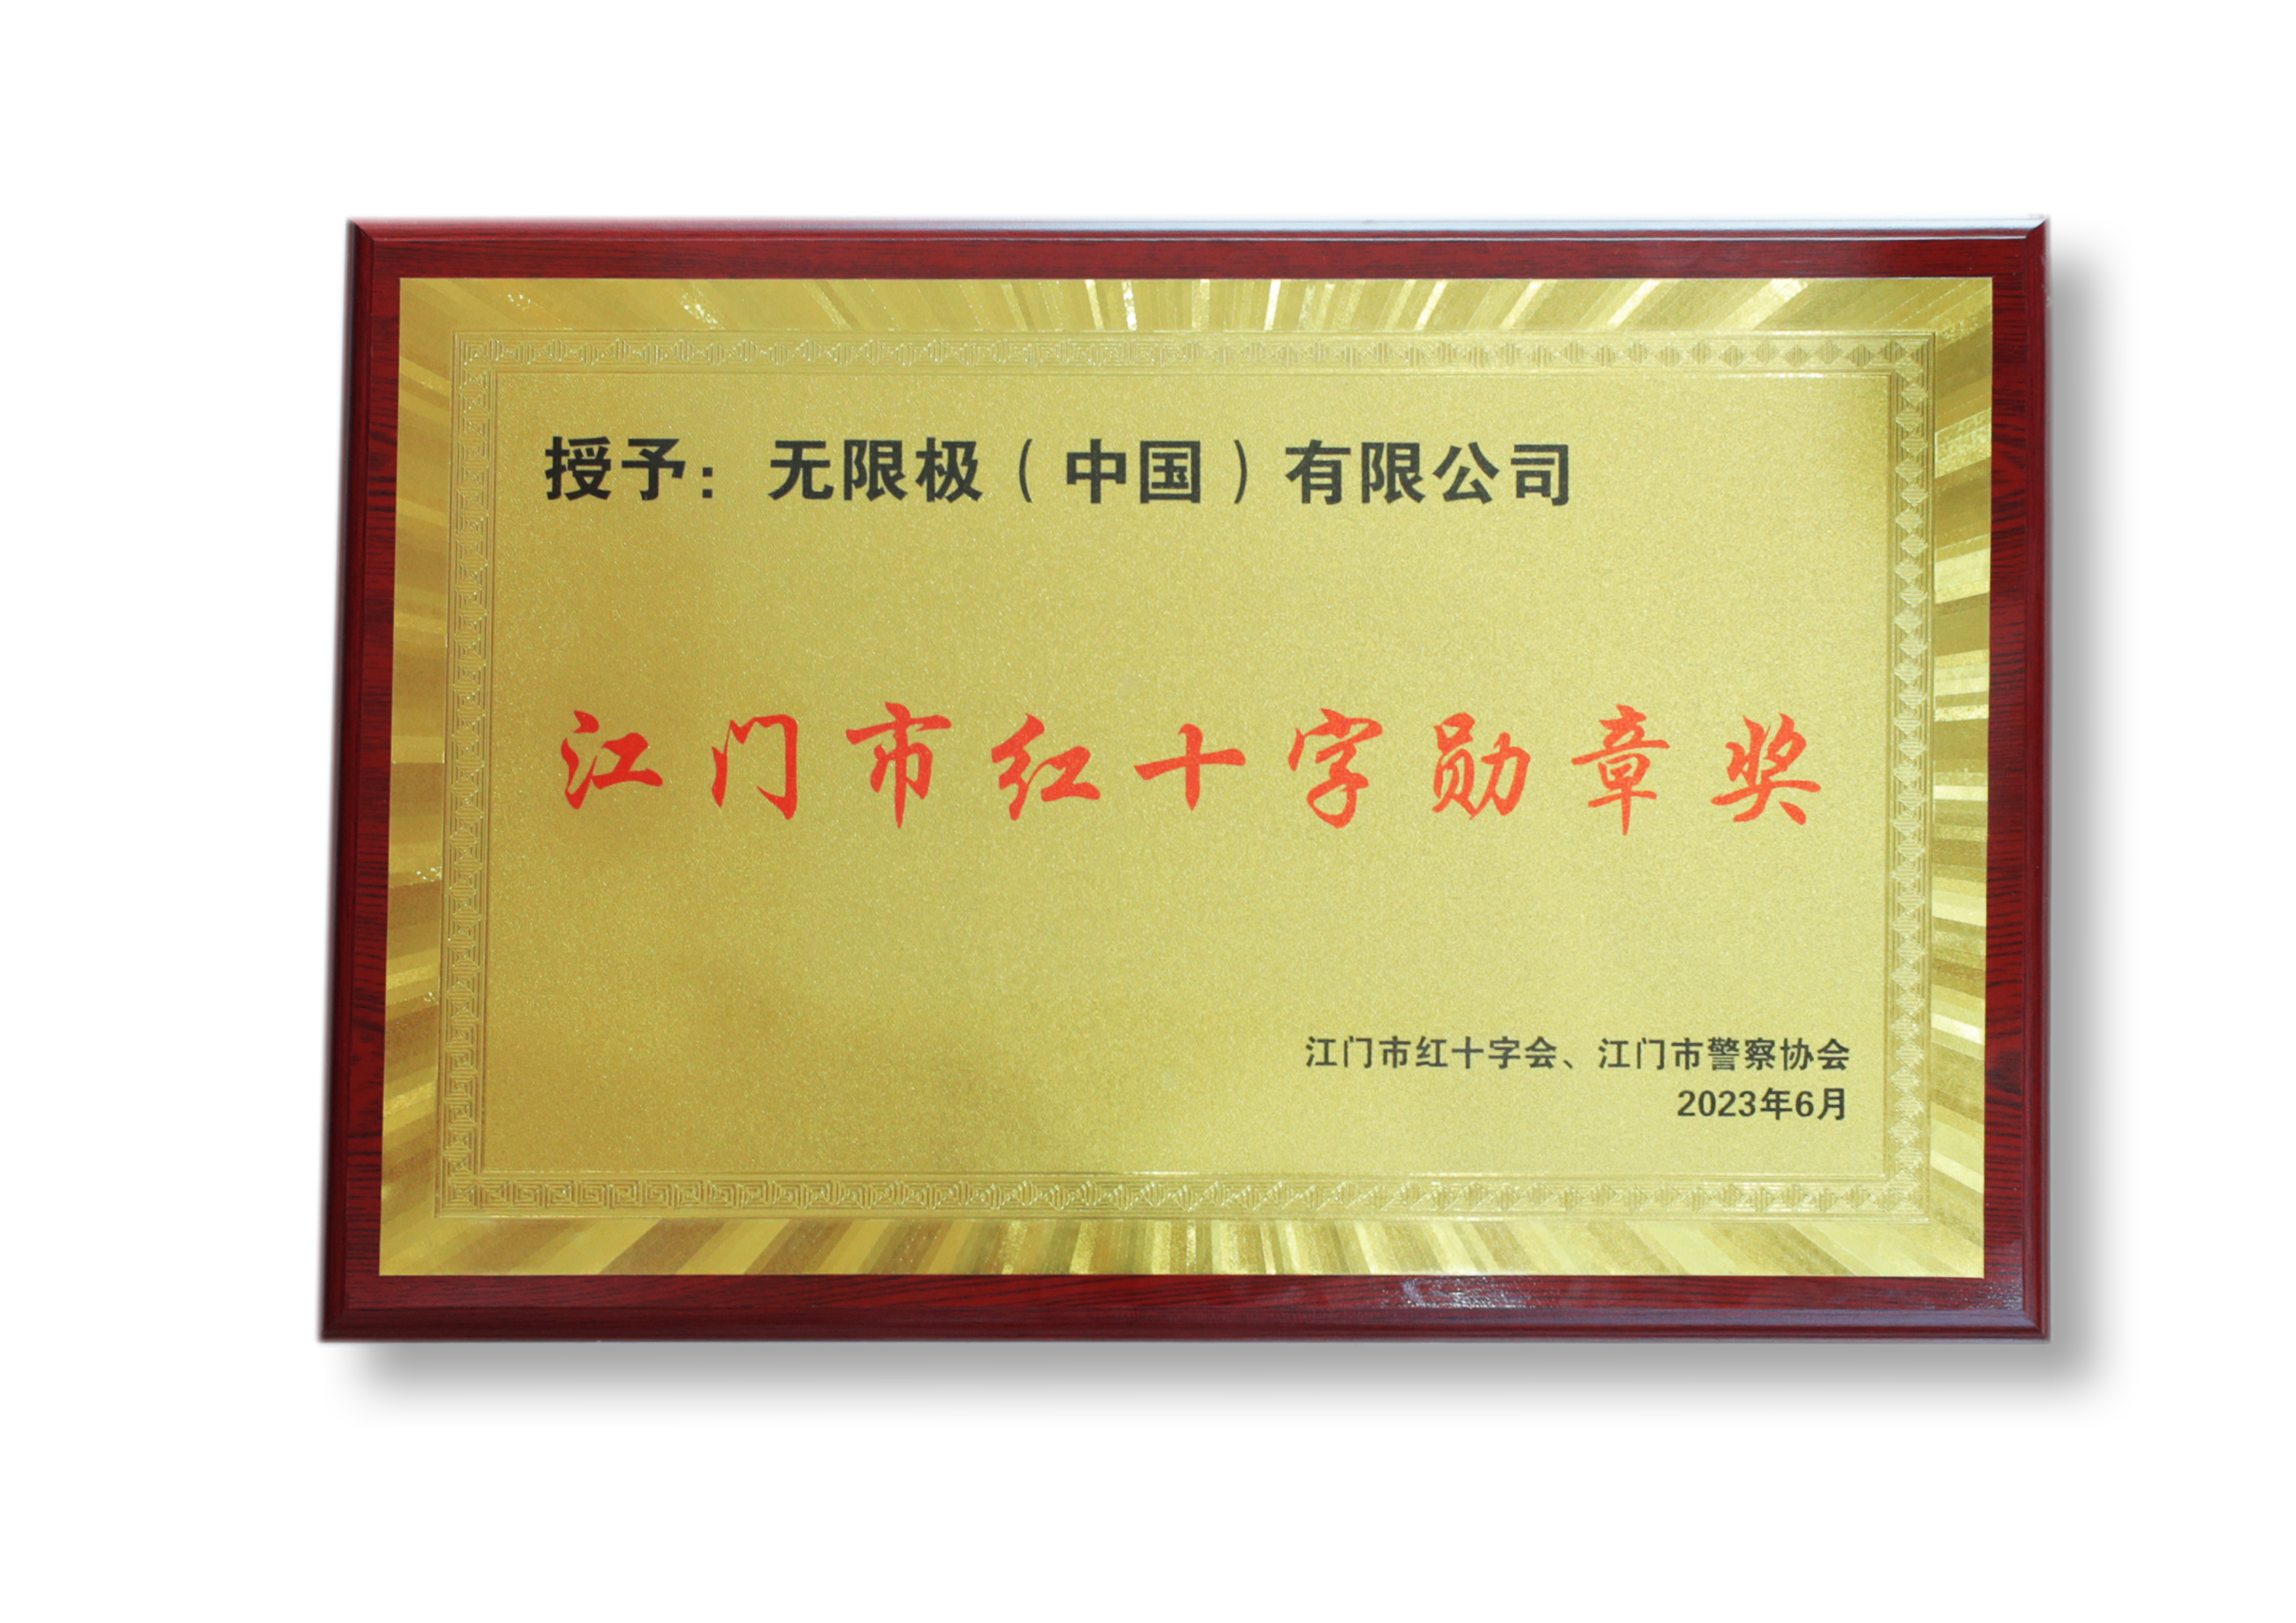 授予：无限极（中国）有限公司
江门市红十字勋章奖
江门市红十字会、江门市警察协会
2023年6月